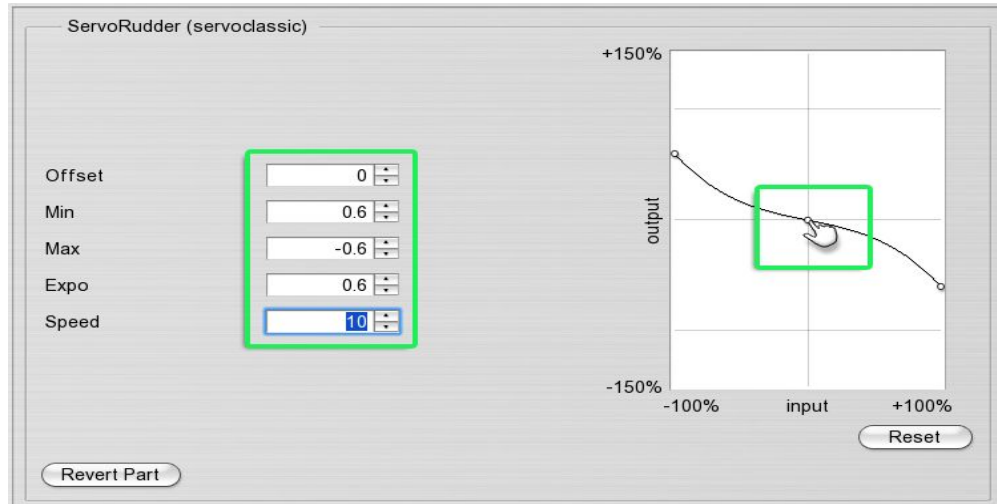 ServoRudder (servoclassic)
+150%
Offset 0
Min 0.6
output
Max -0.6
Expo 0.6
Speed 10
-150%
-100% input +100%
Reset
Revert Part